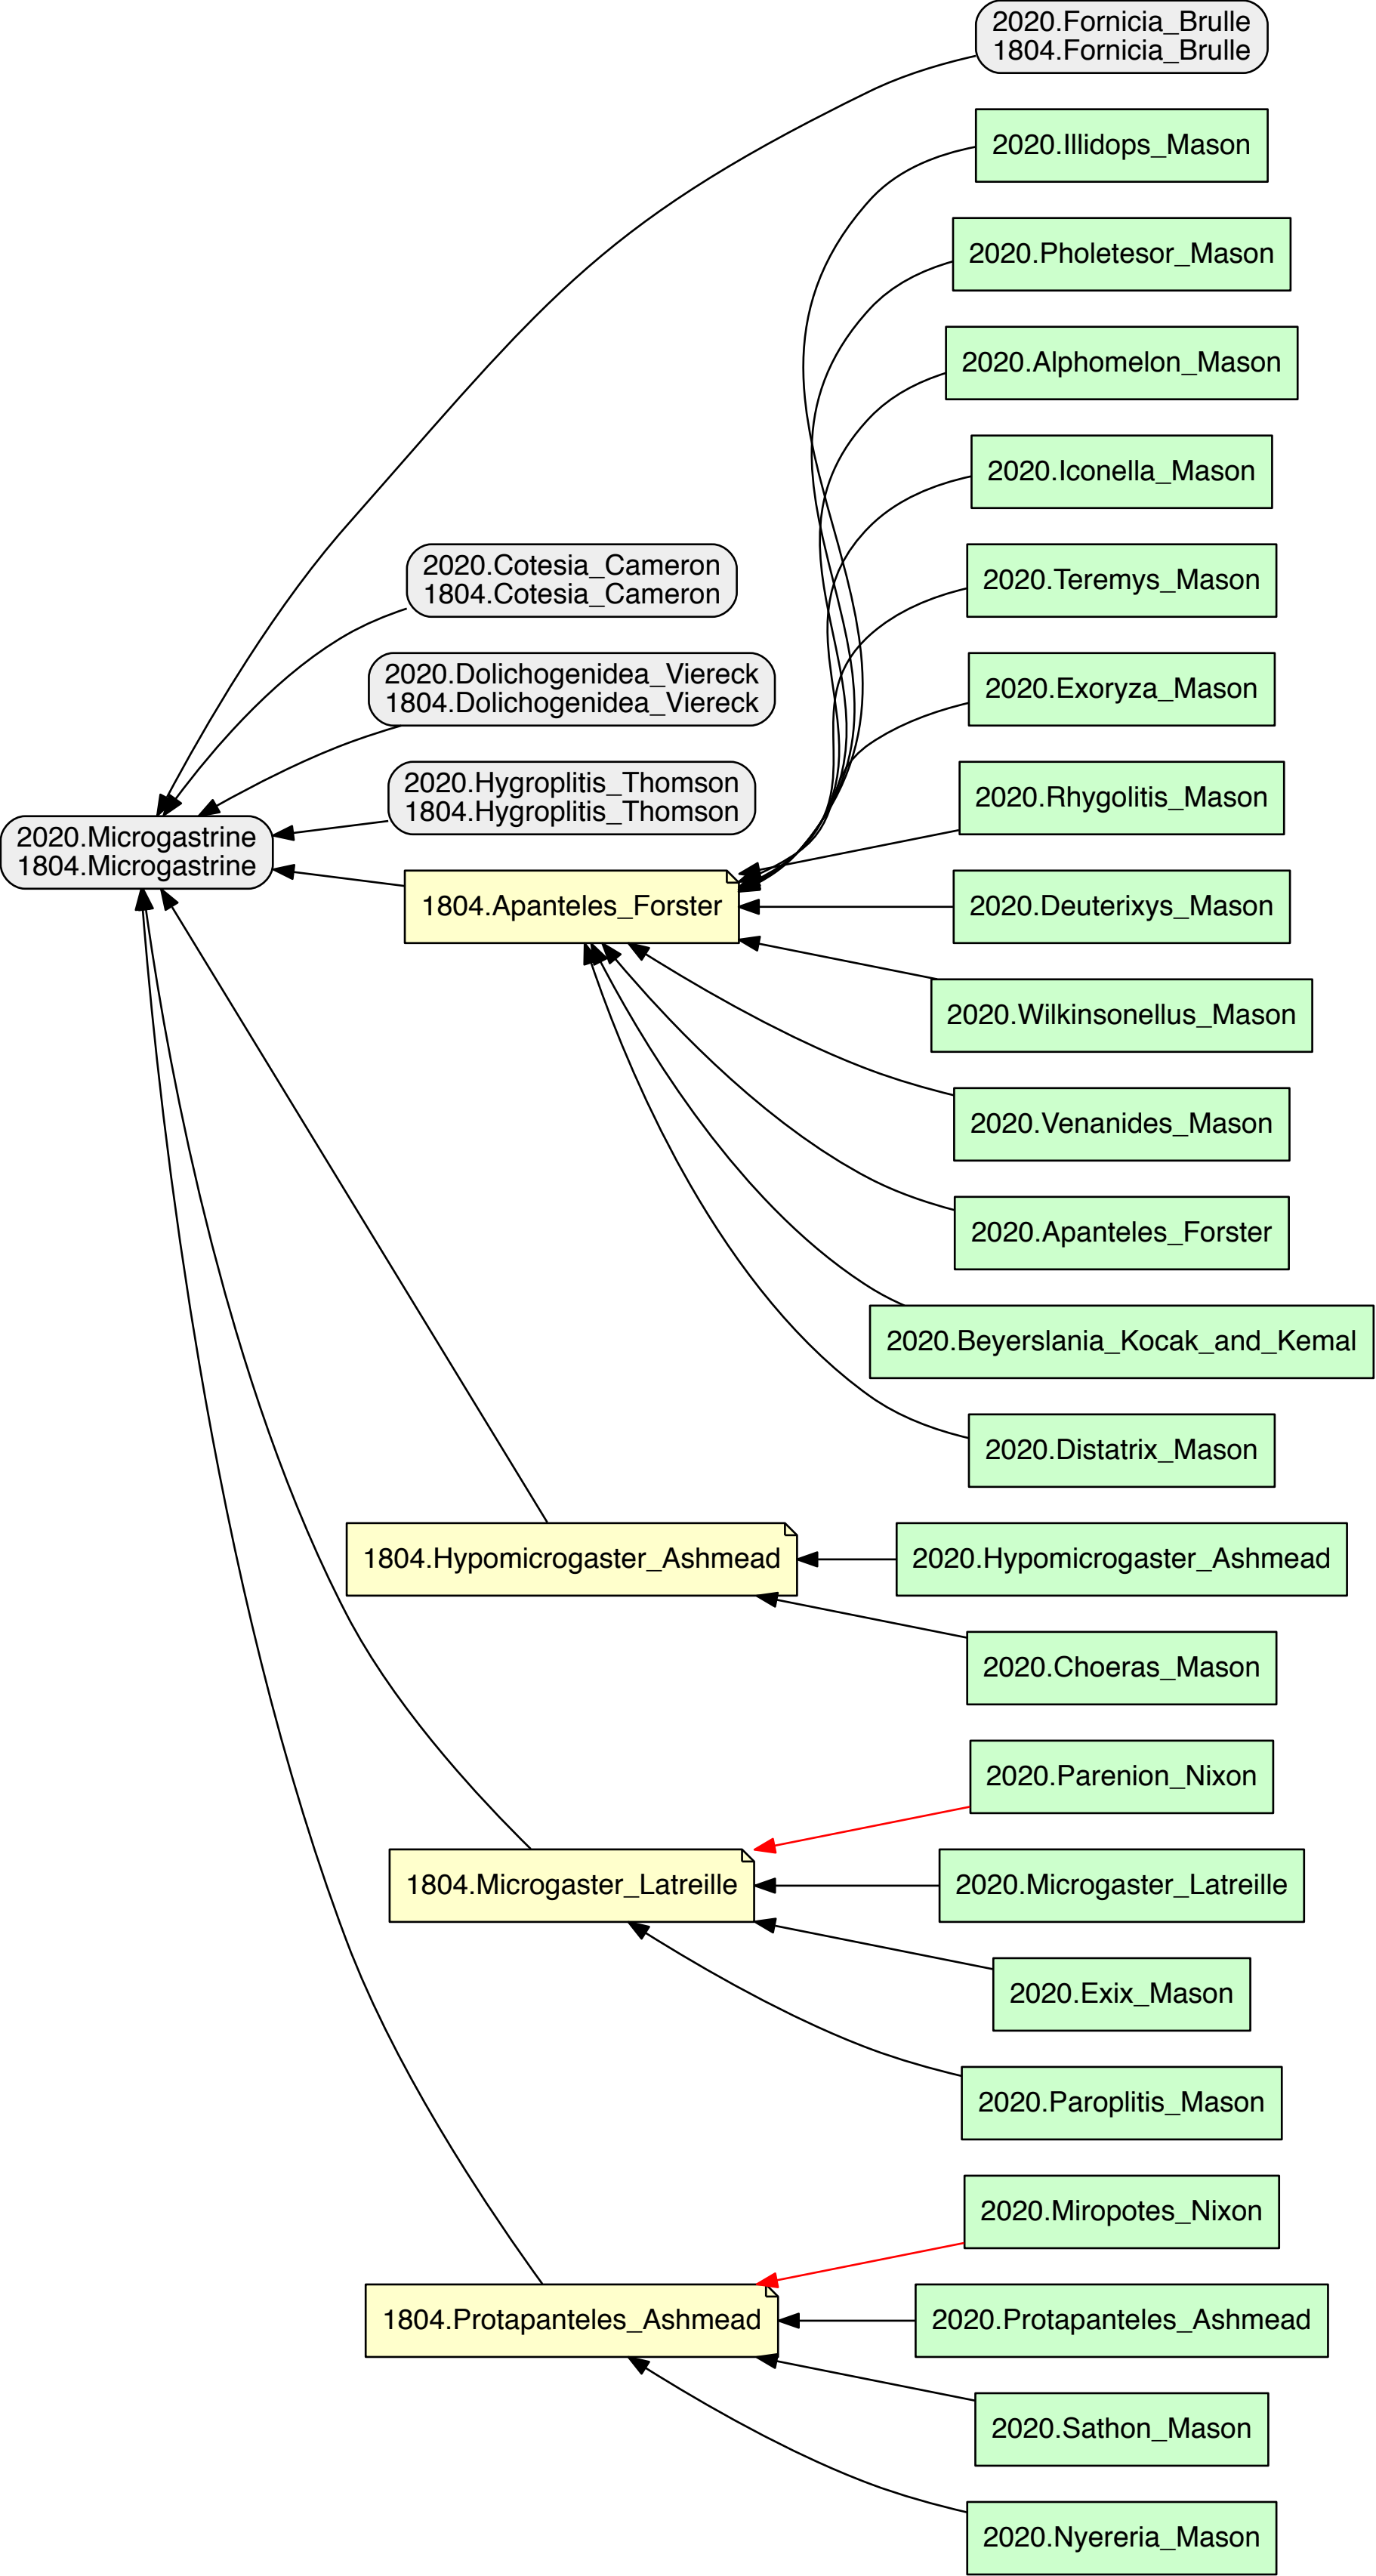 2020.Fornicia_Brulle
1804.Fornicia_Brulle
2020.Illidops_Mason
2020.Pholetesor_Mason
2020.Alphomelon_Mason
2020.Iconella_Mason
2020.Cotesia_Cameron
1804.Cotesia_Cameron
2020.Teremys_Mason
2020.Dolichogenidea_Viereck
1804.Dolichogenidea_Viereck
2020.Exoryza_Mason
2020.Hygroplitis_Thomson
1804.Hygroplitis_Thomson
2020.Rhygolitis_Mason
2020.Microgastrine
1804.Microgastrine
1804.Apanteles_Forster
2020.Deuterixys_Mason
2020.Wilkinsonellus_Mason
2020.Venanides_Mason
2020.Apanteles_Forster
2020.Beyerslania_Kocak_and_Kemal
2020.Distatrix_Mason
1804.Hypomicrogaster_Ashmead
2020.Hypomicrogaster_Ashmead
2020.Choeras_Mason
2020.Parenion_Nixon
1804.Microgaster_Latreille
2020.Microgaster_Latreille
2020.Exix_Mason
2020.Paroplitis_Mason
2020.Miropotes_Nixon
1804.Protapanteles_Ashmead
2020.Protapanteles_Ashmead
2020.Sathon_Mason
2020.Nyereria_Mason